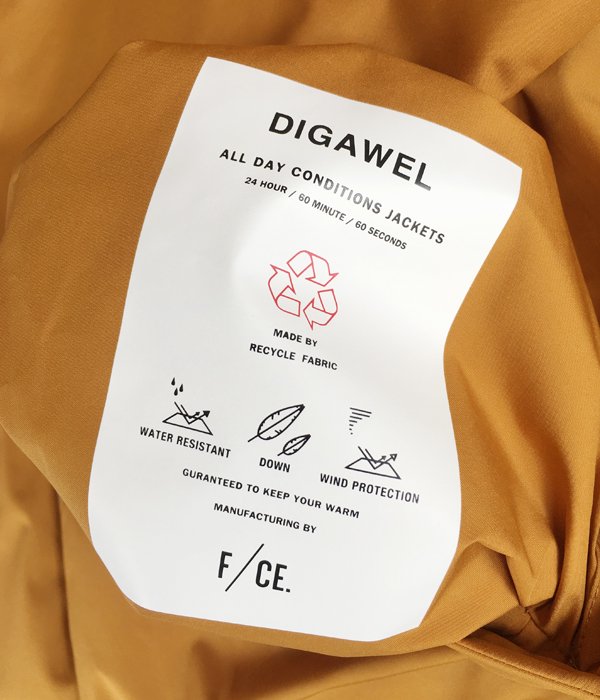 DIGAWEL
ALL DAY CONDITIONS JACKETS
24 HOUR / 60 MINUTE / 60 SECONDS
MADE BY
RECYCLE FABRIC
WATER RESISTANT
DOWN
WIND PROTECTION
GURANTEED TO KEEP YOUR WARM
MANUFACTURING BY
F/CE.